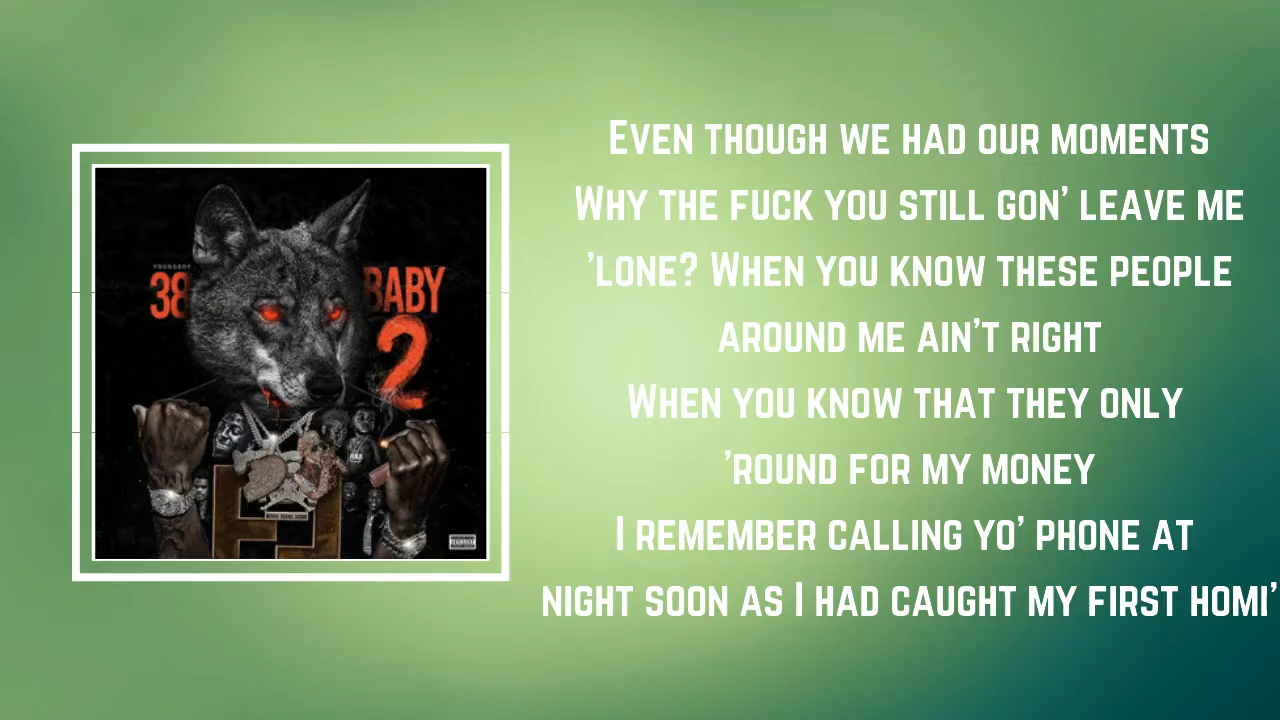 YOUNGBOY
38 BABY
2
EVEN THOUGH WE HAD OUR MOMENTS
WHY THE FUCK YOU STILL GON' LEAVE ME
'LONE? WHEN YOU KNOW THESE PEOPLE
AROUND ME AIN'T RIGHT
WHEN YOU KNOW THAT THEY ONLY
'ROUND FOR MY MONEY
I REMEMBER CALLING YO' PHONE AT
NIGHT SOON AS I HAD CAUGHT MY FIRST HOMI'